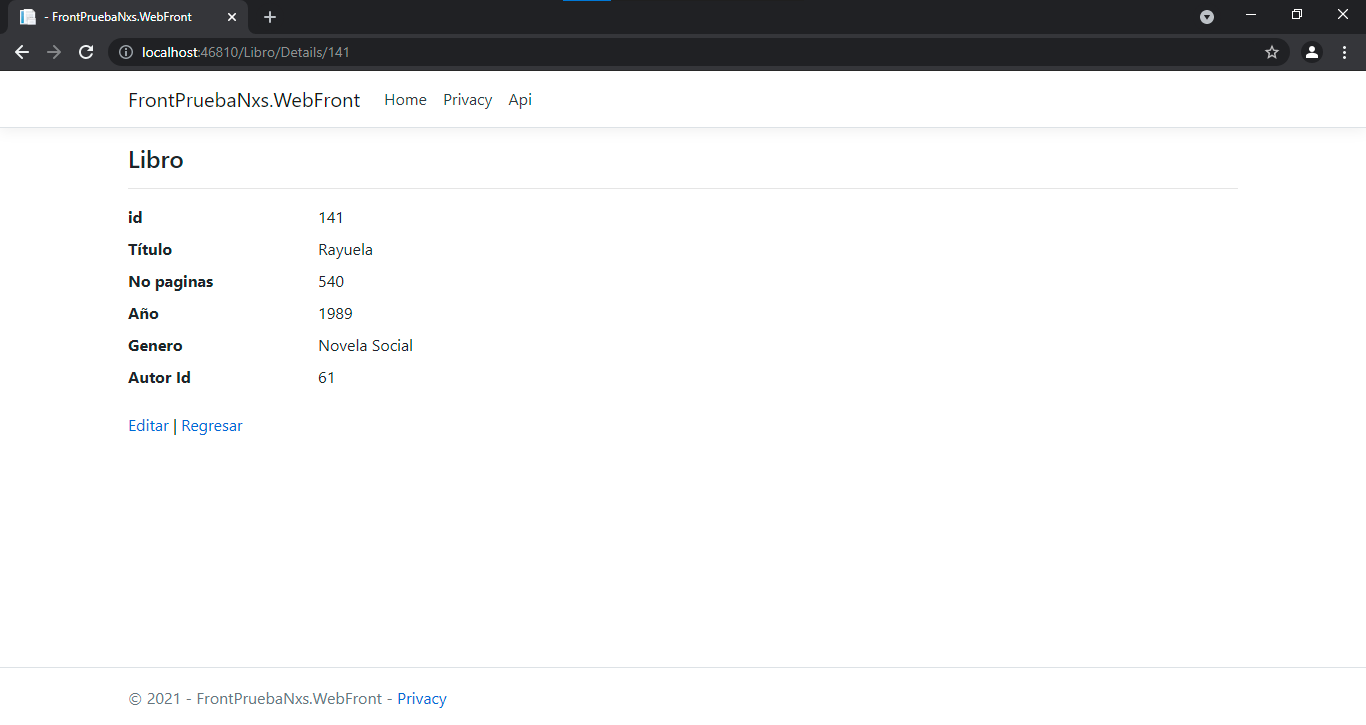 - FrontPruebaNxs.WebFront
localhost:46810/Libro/Details/141
FrontPruebaNxs.WebFront Home Privacy Api
Libro
id 141
Título Rayuela
No paginas 540
Año 1989
Genero Novela Social
Autor Id 61
Editar | Regresar
© 2021 - FrontPruebaNxs.WebFront - Privacy